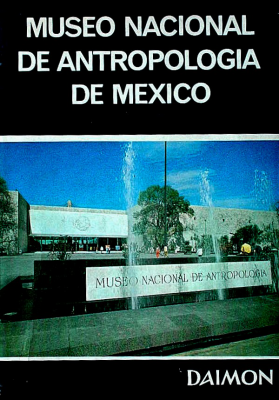 MUSEO NACIONAL
DE ANTROPOLOGIA
DE MEXICO
MUSEO NACIONAL DE ANTROPOLOGIA
DAIMON